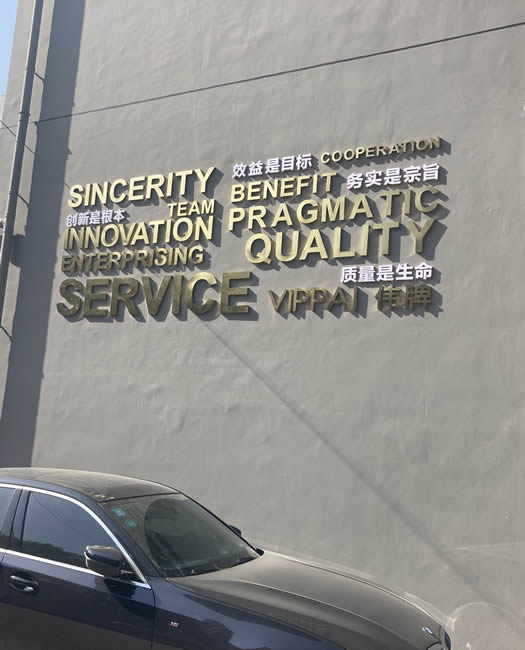 效益是目标 COOPERATION
SINCERITY BENEFIT 务实是宗旨
创新是根本 TEAM PRAGMATIC
INNOVATION QUALITY
ENTERPRISING
质量是生命
SERVICE VIPPAI 伟牌